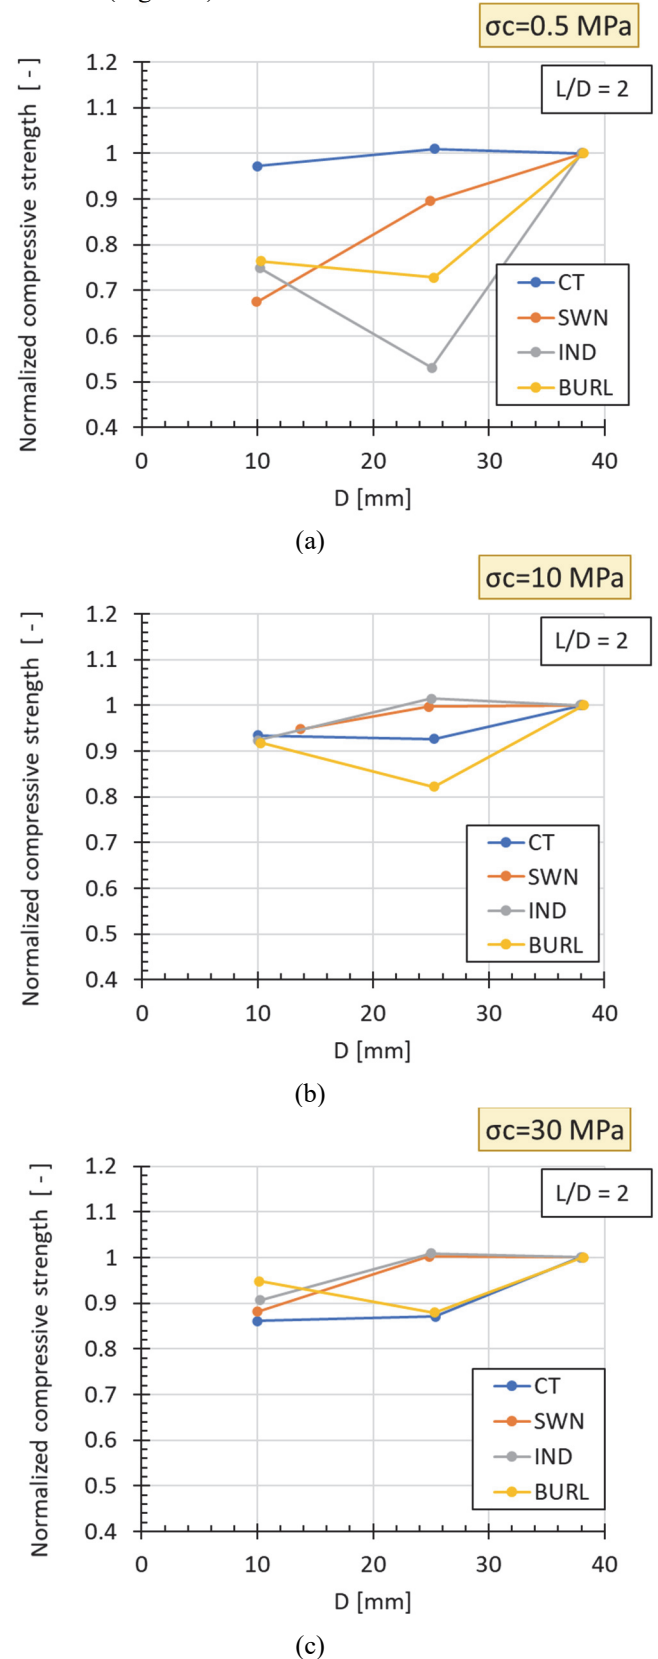 σc=0.5 MPa
L/D = 2
Normalized compressive strength [ - ]
1.2
1.1
1
0.9
0.8
0.7
0.6
0.5
0.4
0 10 20 30 40
D [mm]
CT
SWN
IND
BURL
(a)
σc=10 MPa
L/D = 2
Normalized compressive strength [ - ]
1.2
1.1
1
0.9
0.8
0.7
0.6
0.5
0.4
0 10 20 30 40
D [mm]
CT
SWN
IND
BURL
(b)
σc=30 MPa
L/D = 2
Normalized compressive strength [ - ]
1.2
1.1
1
0.9
0.8
0.7
0.6
0.5
0.4
0 10 20 30 40
D [mm]
CT
SWN
IND
BURL
(c)